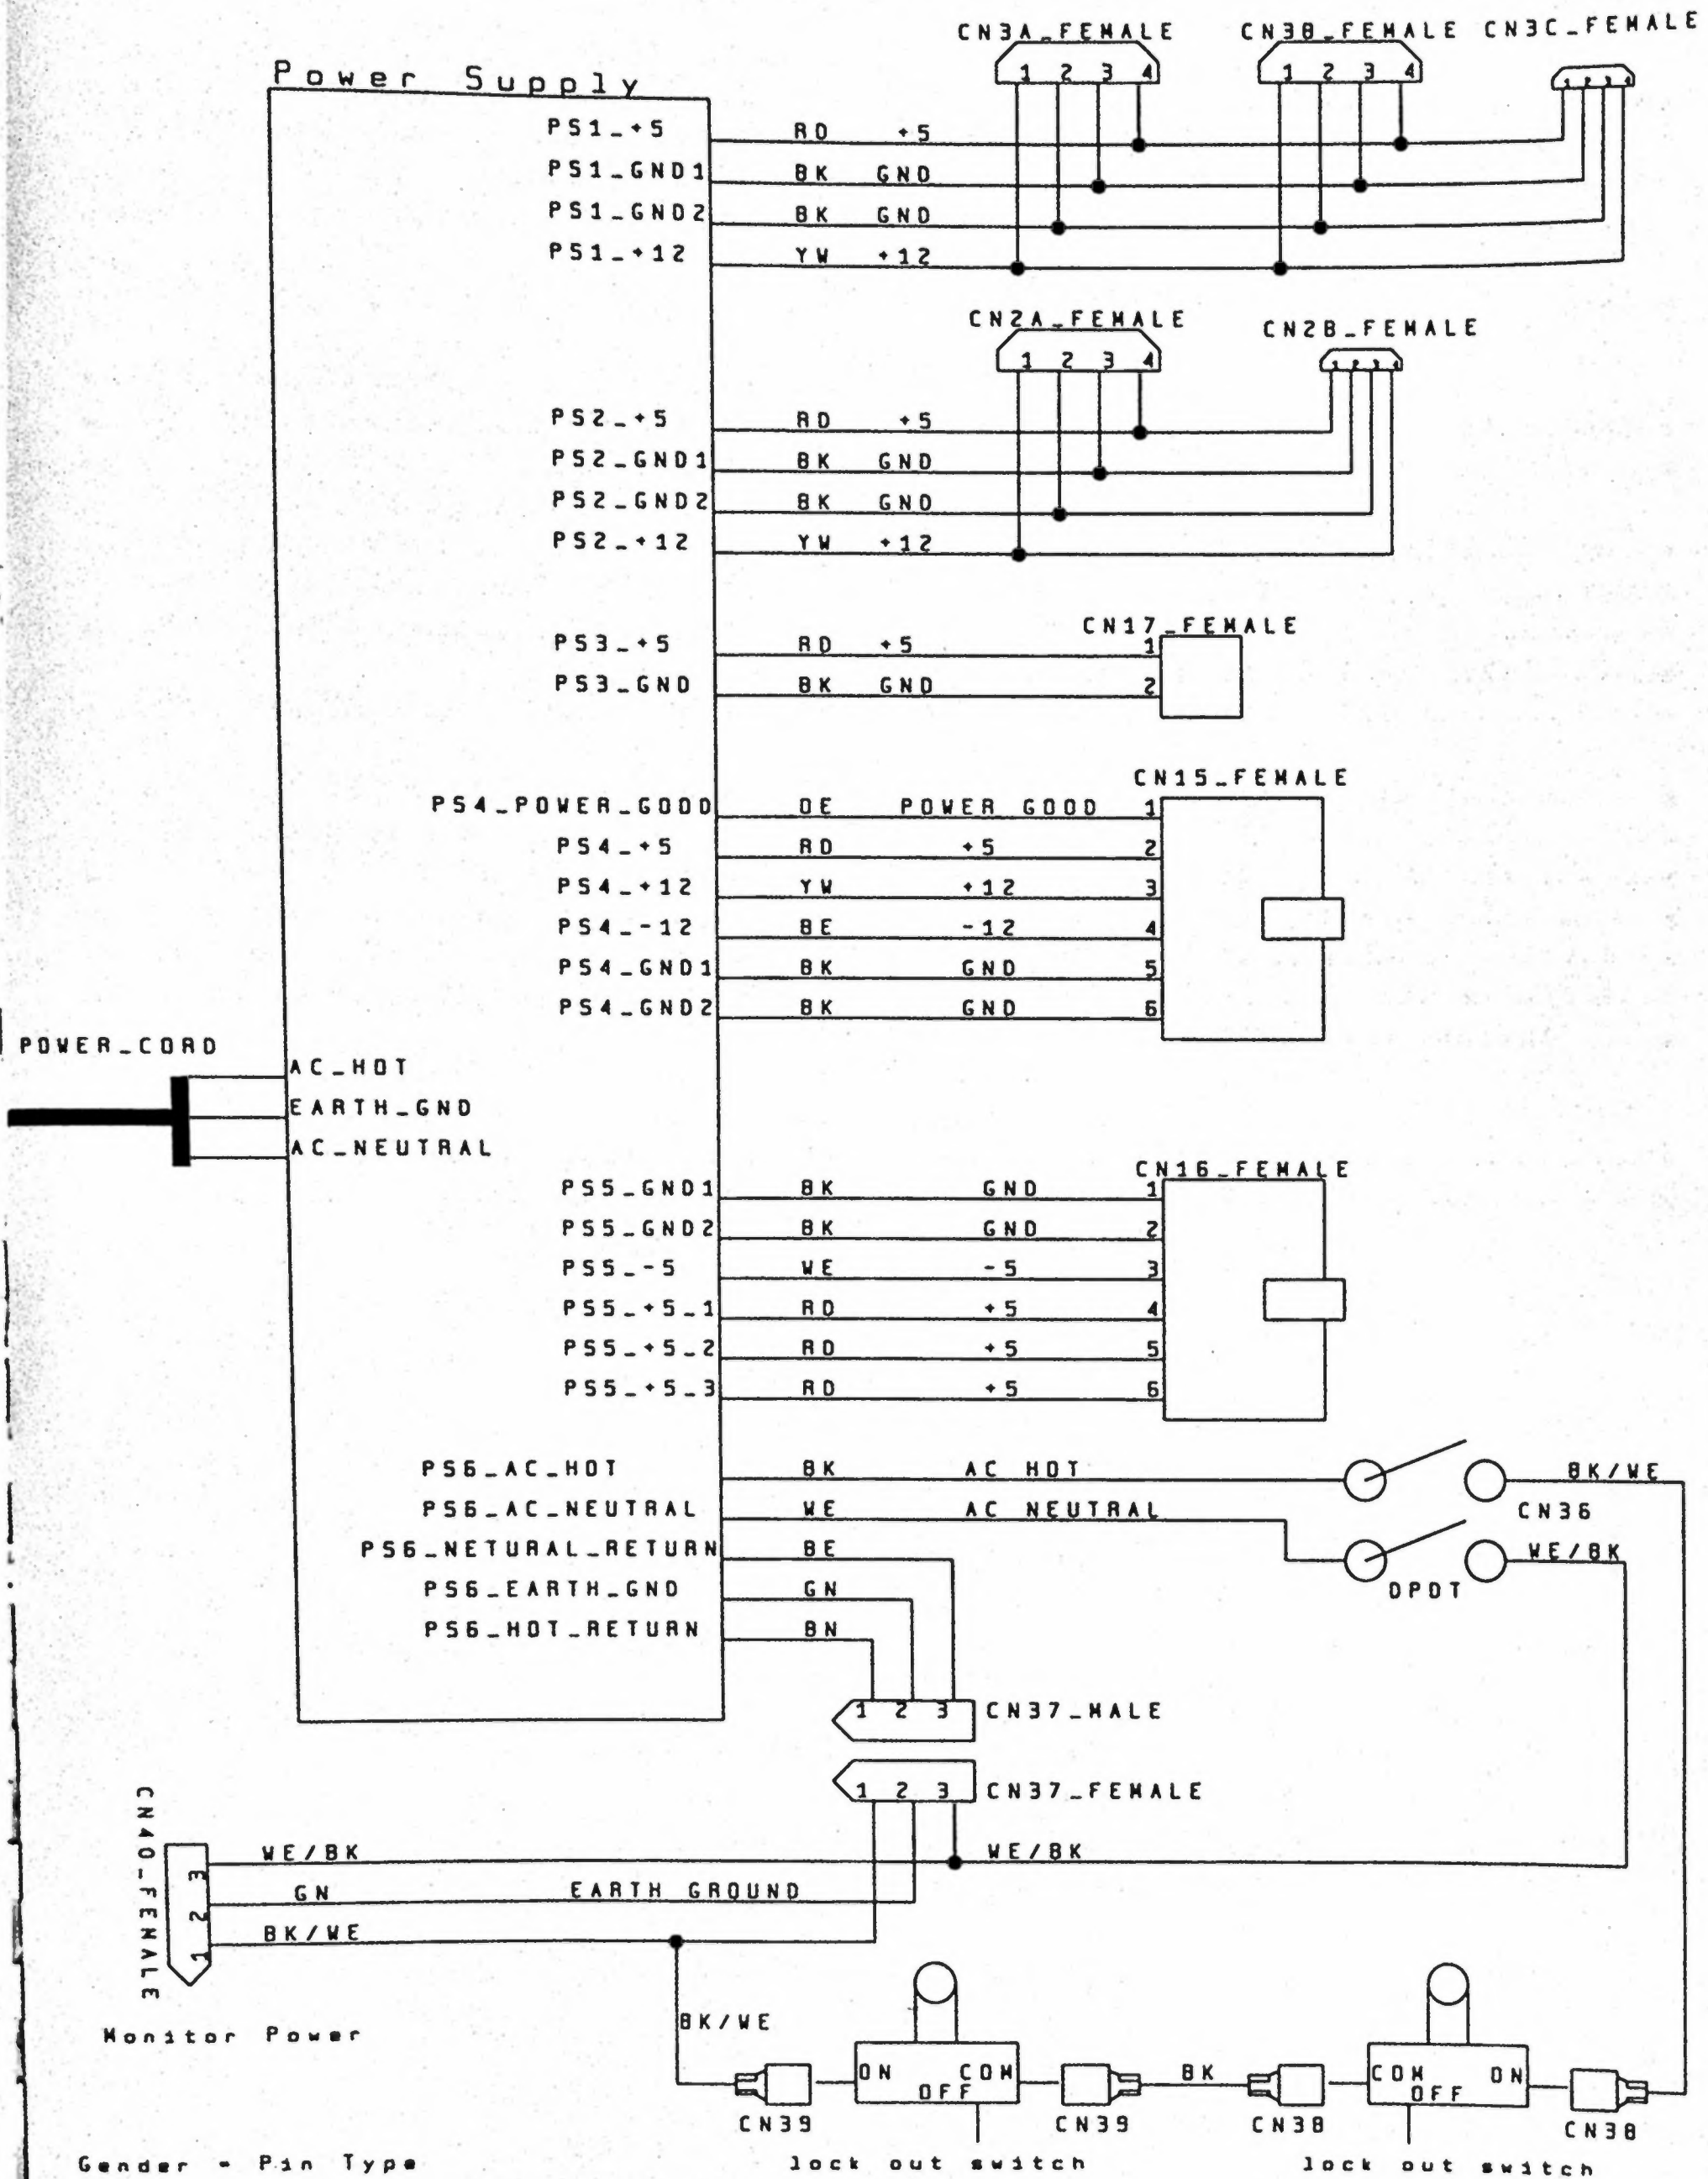 CN3A_FEMALE CN3B_FEMALE CN3C_FEMALE
1 2 3 4 1 2 3 4 1 2 3 4
Power Supply
PS1_+5 RD +5
PS1_GND1 BK GND
PS1_GND2 BK GND
PS1_+12 YW +12
CN2A_FEMALE CN2B_FEMALE
1 2 3 4 1 2 3 4
PS2_+5 RD +5
PS2_GND1 BK GND
PS2_GND2 BK GND
PS2_+12 YW +12
CN17_FEMALE
PS3_+5 RD +5 1
PS3_GND BK GND 2
CN15_FEMALE
PS4_POWER_GOOD OE POWER GOOD 1
PS4_+5 RD +5 2
PS4_+12 YW +12 3
PS4_-12 BE -12 4
PS4_GND1 BK GND 5
PS4_GND2 BK GND 6
POWER_CORD
AC_HOT
EARTH_GND
AC_NEUTRAL
CN16_FEMALE
PS5_GND1 BK GND 1
PS5_GND2 BK GND 2
PS5_-5 WE -5 3
PS5_+5_1 RD +5 4
PS5_+5_2 RD +5 5
PS5_+5_3 RD +5 6
PS6_AC_HOT BK AC HOT BK/WE
CN36
PS6_AC_NEUTRAL WE AC NEUTRAL
PS6_NETURAL_RETURN BE WE/BK
DPDT
PS6_EARTH_GND GN
PS6_HOT_RETURN BN
1 2 3 CN37_MALE
1 2 3 CN37_FEMALE
CN40_FEMALE
3 WE/BK WE/BK
2 GN EARTH GROUND
1 BK/WE
BK/WE
Monitor Power
ON COM OFF BK COM ON OFF
CN39 CN39 CN38 CN38
lock out switch lock out switch
Gender - Pin Type